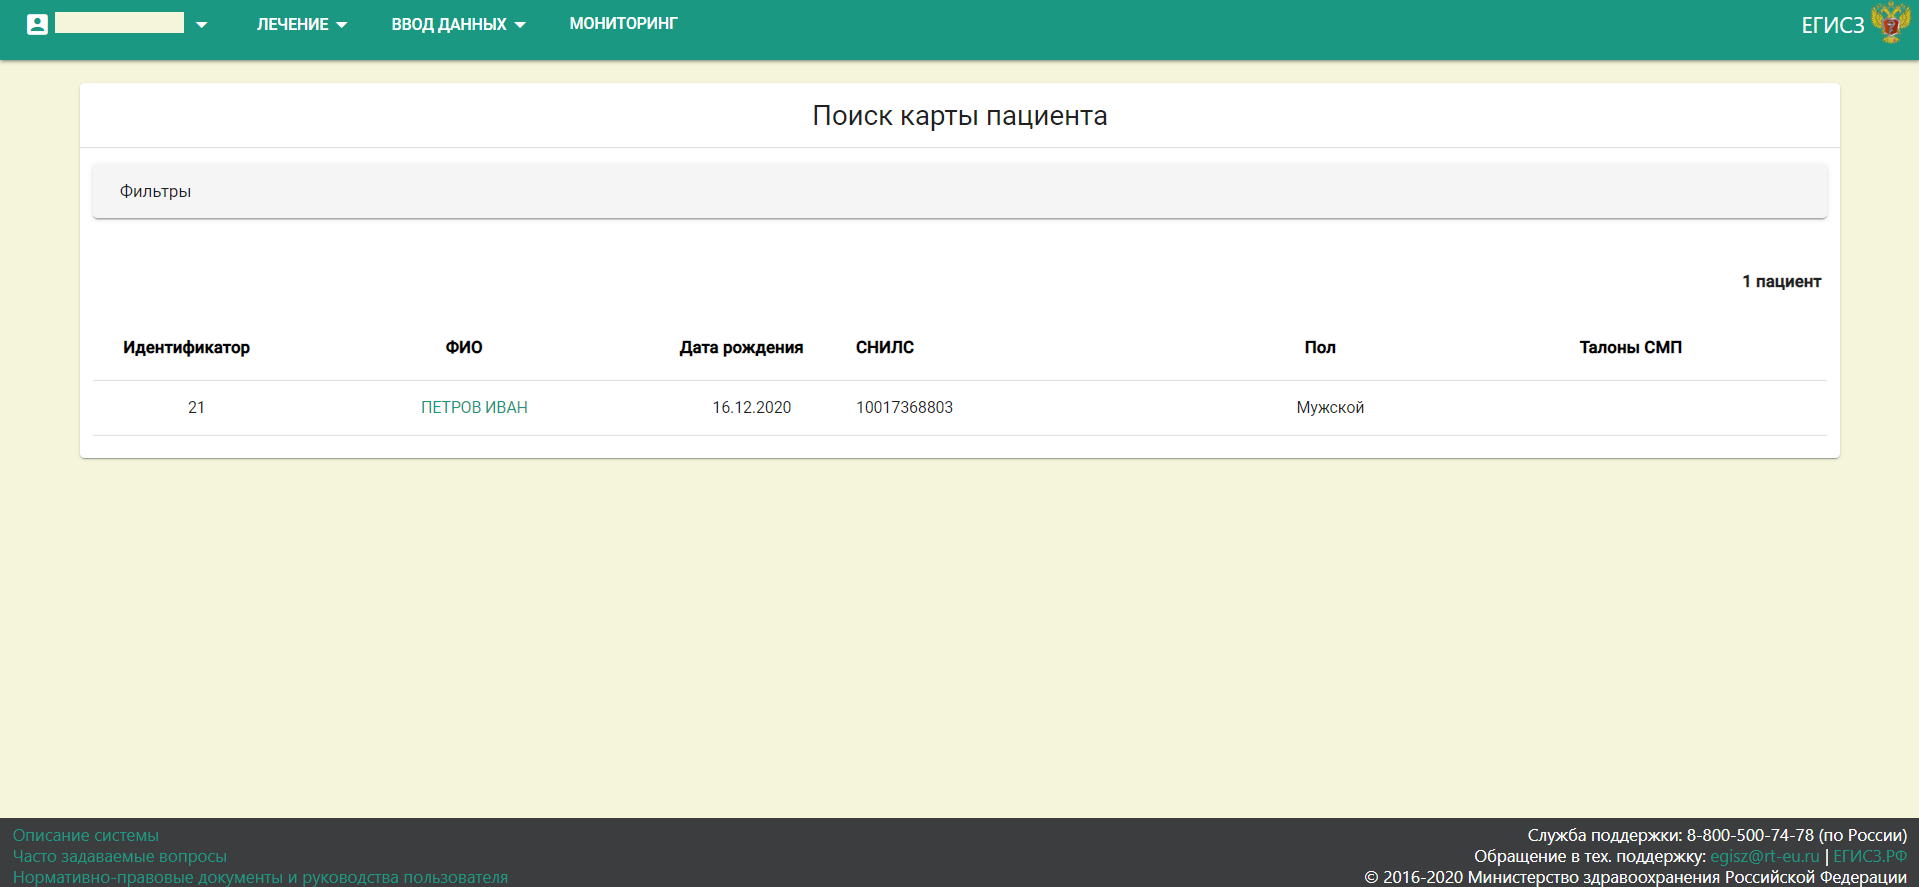 ЛЕЧЕНИЕ ВВОД ДАННЫХ МОНИТОРИНГ ЕГИСЗ
Поиск карты пациента
Фильтры
1 пациент
Идентификатор ФИО Дата рождения СНИЛС Пол Талоны СМП
21 ПЕТРОВ ИВАН 16.12.2020 10017368803 Мужской
Описание системы
Часто задаваемые вопросы
Нормативно-правовые документы и руководства пользователя
Служба поддержки: 8-800-500-74-78 (по России)
Обращение в тех. поддержку: egisz@rt-eu.ru | ЕГИСЗ.РФ
© 2016-2020 Министерство здравоохранения Российской Федерации